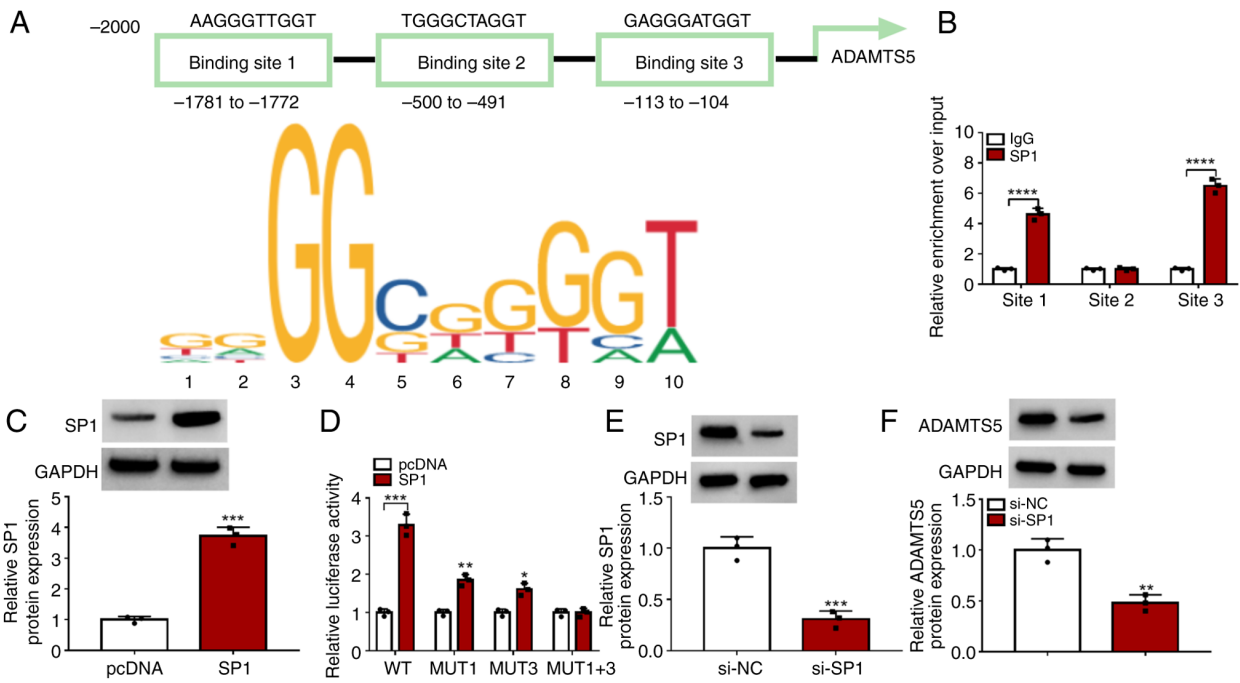 A
−2000
AAGGGTTGGT
TGGGCTAGGT
GAGGGATGGT
Binding site 1
Binding site 2
Binding site 3
ADAMTS5
−1781 to −1772
−500 to −491
−113 to −104
GGGGCGGGGT
TAGTTTCA
CCTGACTAA
A
1 2 3 4 5 6 7 8 9 10
B
Relative enrichment over input
10
8
6
4
2
0
IgG
SP1
****
****
Site 1
Site 2
Site 3
C
SP1
GAPDH
Relative SP1
protein expression
5
4
3
2
1
0
***
pcDNA
SP1
D
pcDNA
SP1
Relative luciferase activity
4
3
2
1
0
***
**
*
WT
MUT1
MUT3
MUT1+3
E
SP1
GAPDH
Relative SP1
protein expression
1.5
1.0
0.5
0.0
***
si-NC
si-SP1
F
ADAMTS5
GAPDH
Relative ADAMTS5
protein expression
1.5
1.0
0.5
0.0
si-NC
si-SP1
**